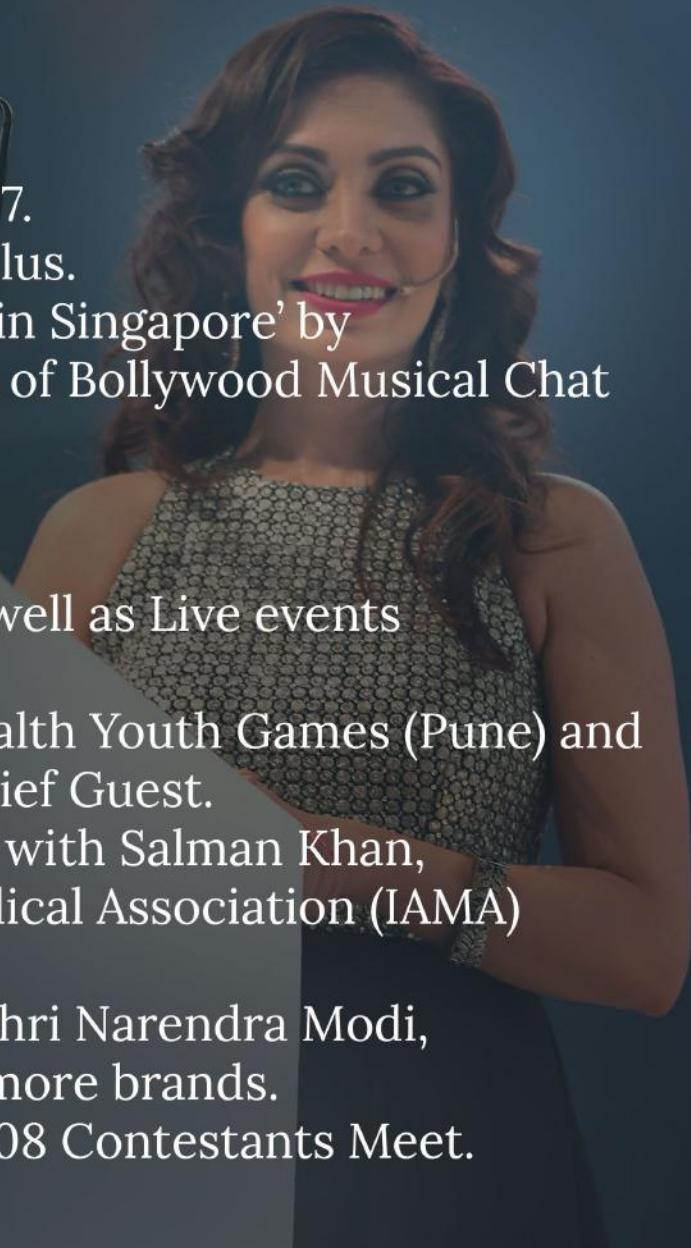 7.
lus.
in Singapore’ by
of Bollywood Musical Chat
well as Live events
alth Youth Games (Pune) and
ief Guest.
with Salman Khan,
lical Association (IAMA)
hri Narendra Modi,
more brands.
08 Contestants Meet.